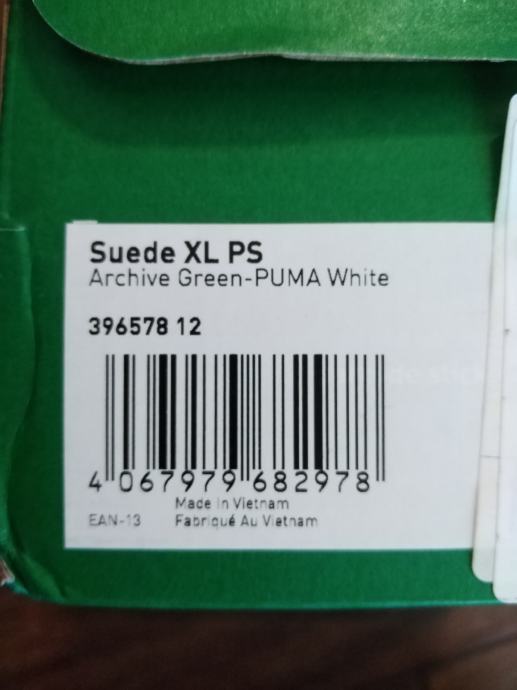 Suede XL PS
Archive Green-PUMA White
396578 12
4 067979 682978
Made in Vietnam
EAN-13 Fabriqué Au Vietnam